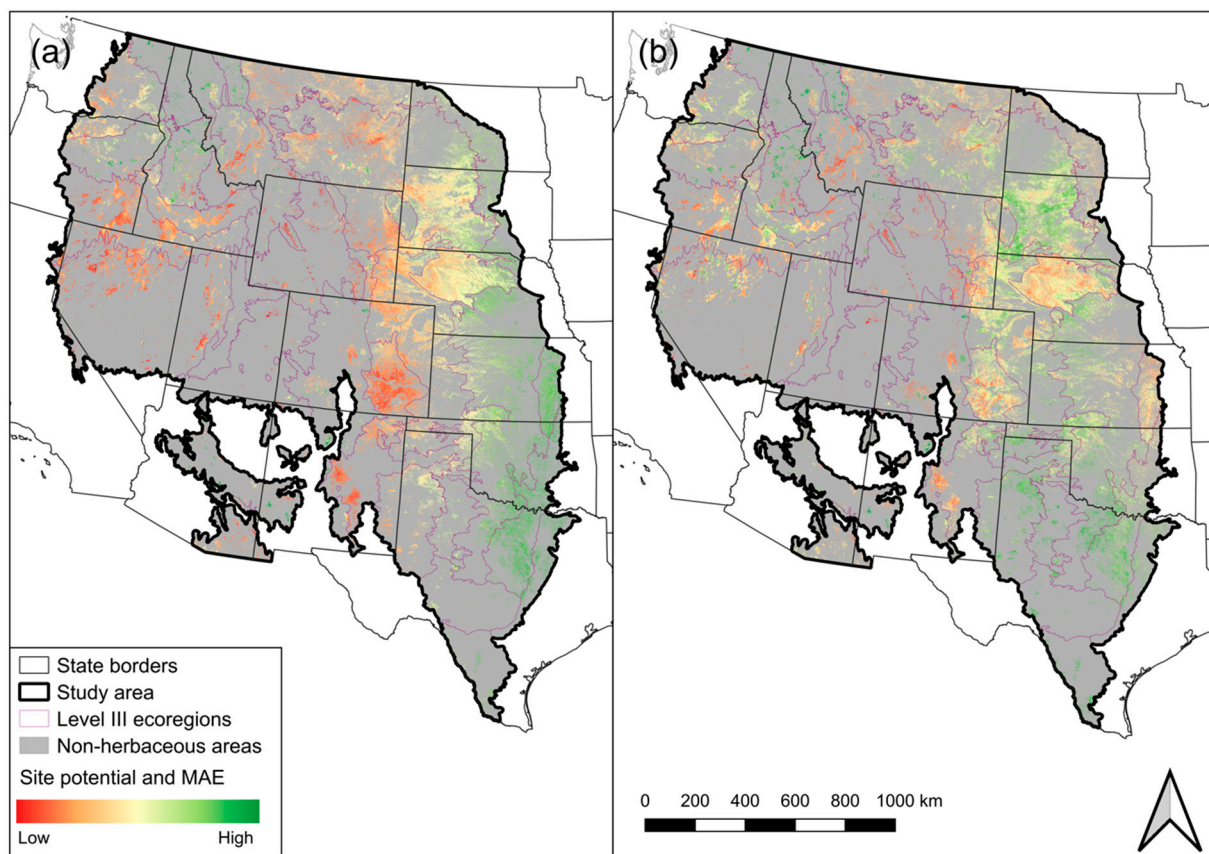 (a)
(b)
State borders
Study area
Level III ecoregions
Non-herbaceous areas
Site potential and MAE
Low High
0 200 400 600 800 1000 km